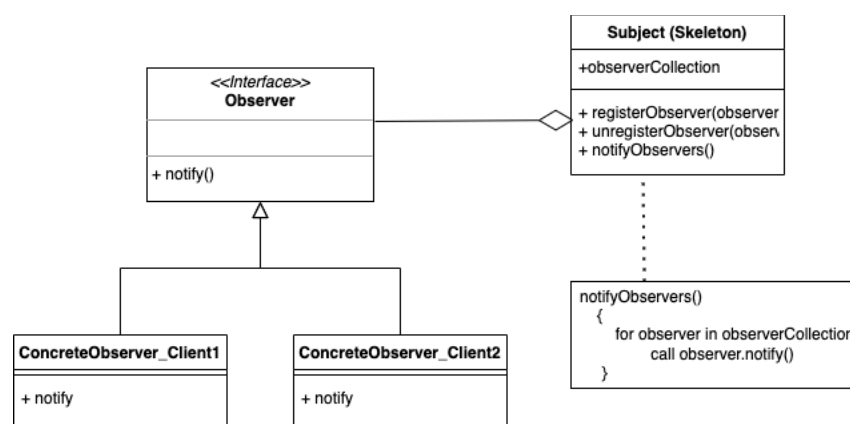 Subject (Skeleton)
+observerCollection
+ registerObserver(observer
+ unregisterObserver(observ
+ notifyObservers()
<<Interface>>
Observer
+ notify()
notifyObservers()
{
for observer in observerCollection
call observer.notify()
}
ConcreteObserver_Client1
+ notify
ConcreteObserver_Client2
+ notify